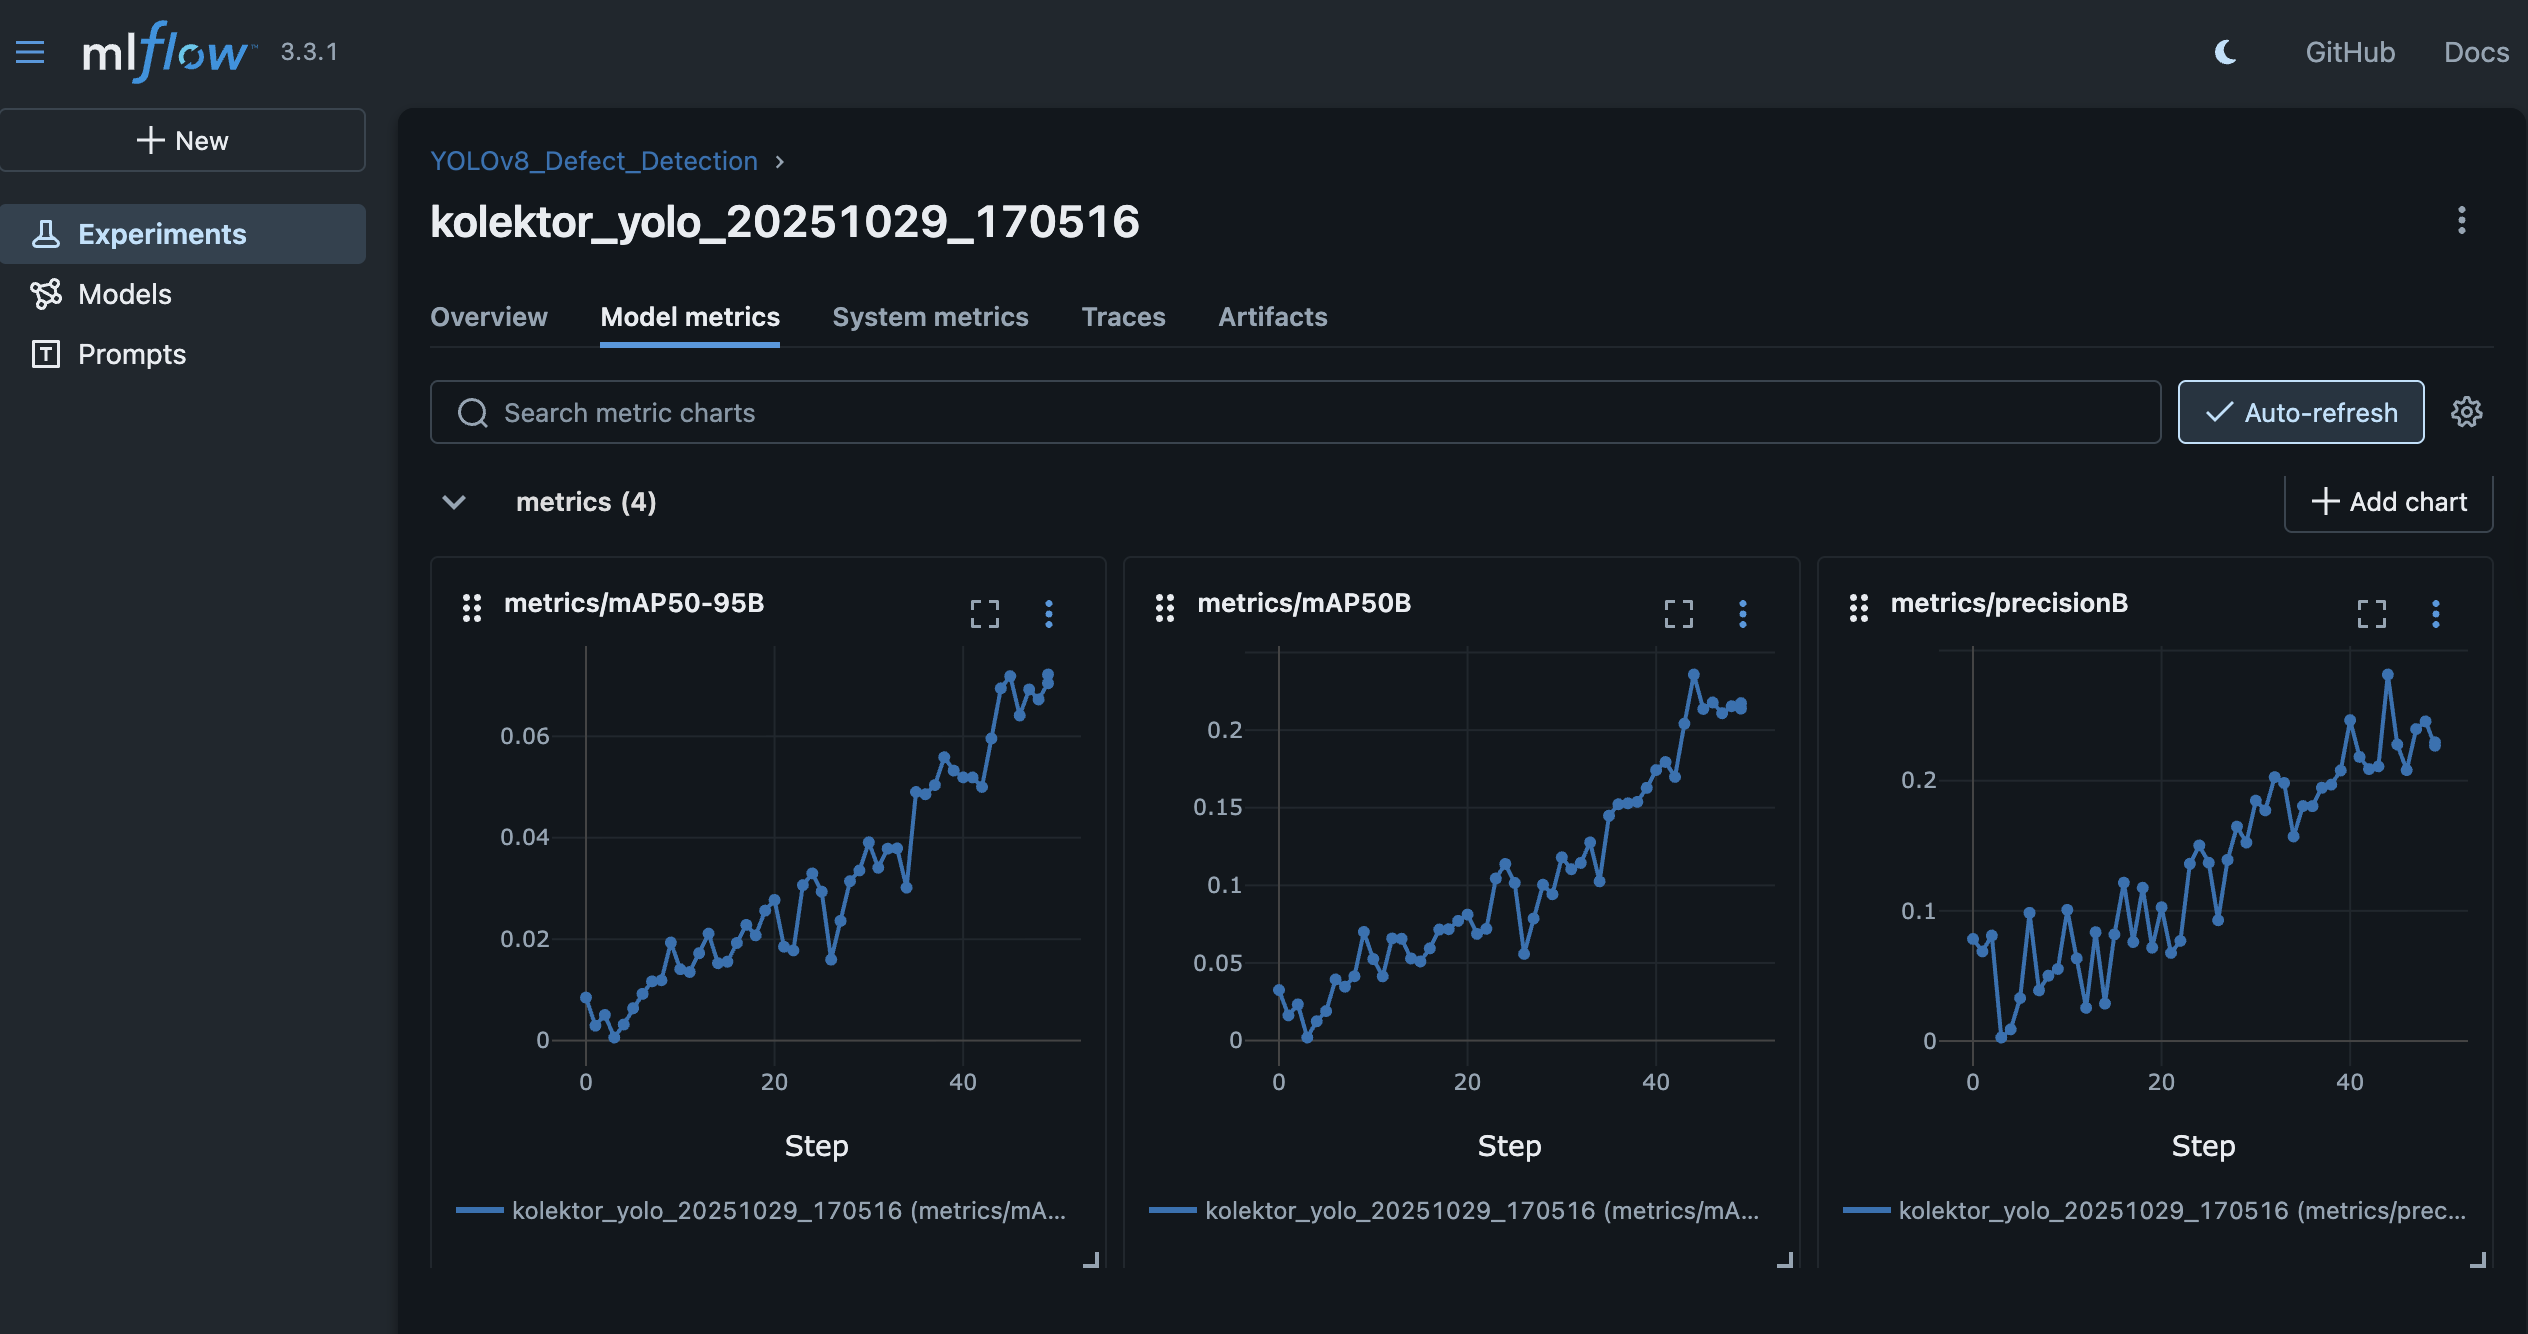 mlflow™ 3.3.1
GitHub
Docs
New
Experiments
Models
Prompts
YOLOv8_Defect_Detection
kolektor_yolo_20251029_170516
Overview
Model metrics
System metrics
Traces
Artifacts
Search metric charts
Auto-refresh
metrics (4)
Add chart
metrics/mAP50-95B
0.06
0.04
0.02
0
0 20 40
Step
kolektor_yolo_20251029_170516 (metrics/mA...
metrics/mAP50B
0.2
0.15
0.1
0.05
0
0 20 40
Step
kolektor_yolo_20251029_170516 (metrics/mA...
metrics/precisionB
0.2
0.1
0
0 20 40
Step
kolektor_yolo_20251029_170516 (metrics/prec...